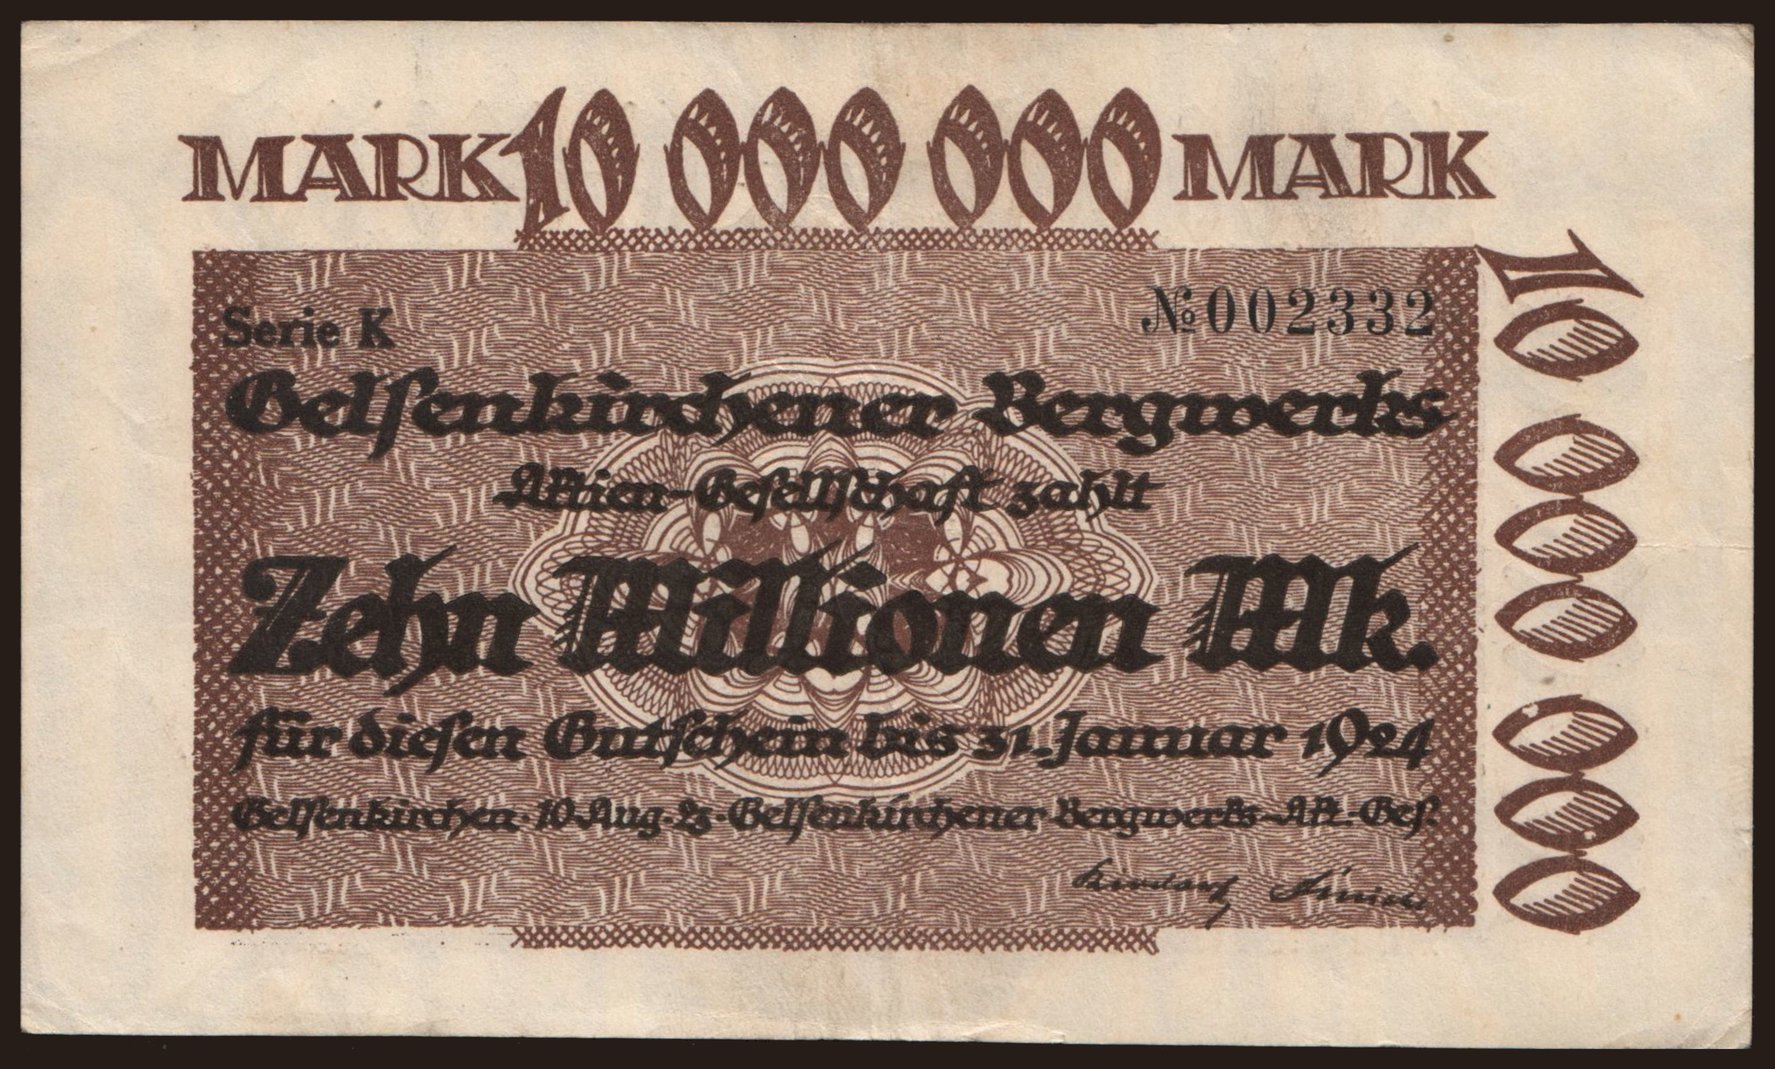 MARK 10 000 000 MARK
10 000 000
Serie K
№ 002332
Gelsenkirchener Bergwerks
Aktien-Gesellschaft zahlt
Zehn Millionen Mk.
für diesen Gutschein bis 31. Januar 1924
Gelsenkirchen·10·Aug·23·Gelsenkirchener Bergwerks-Akt.-Ges.